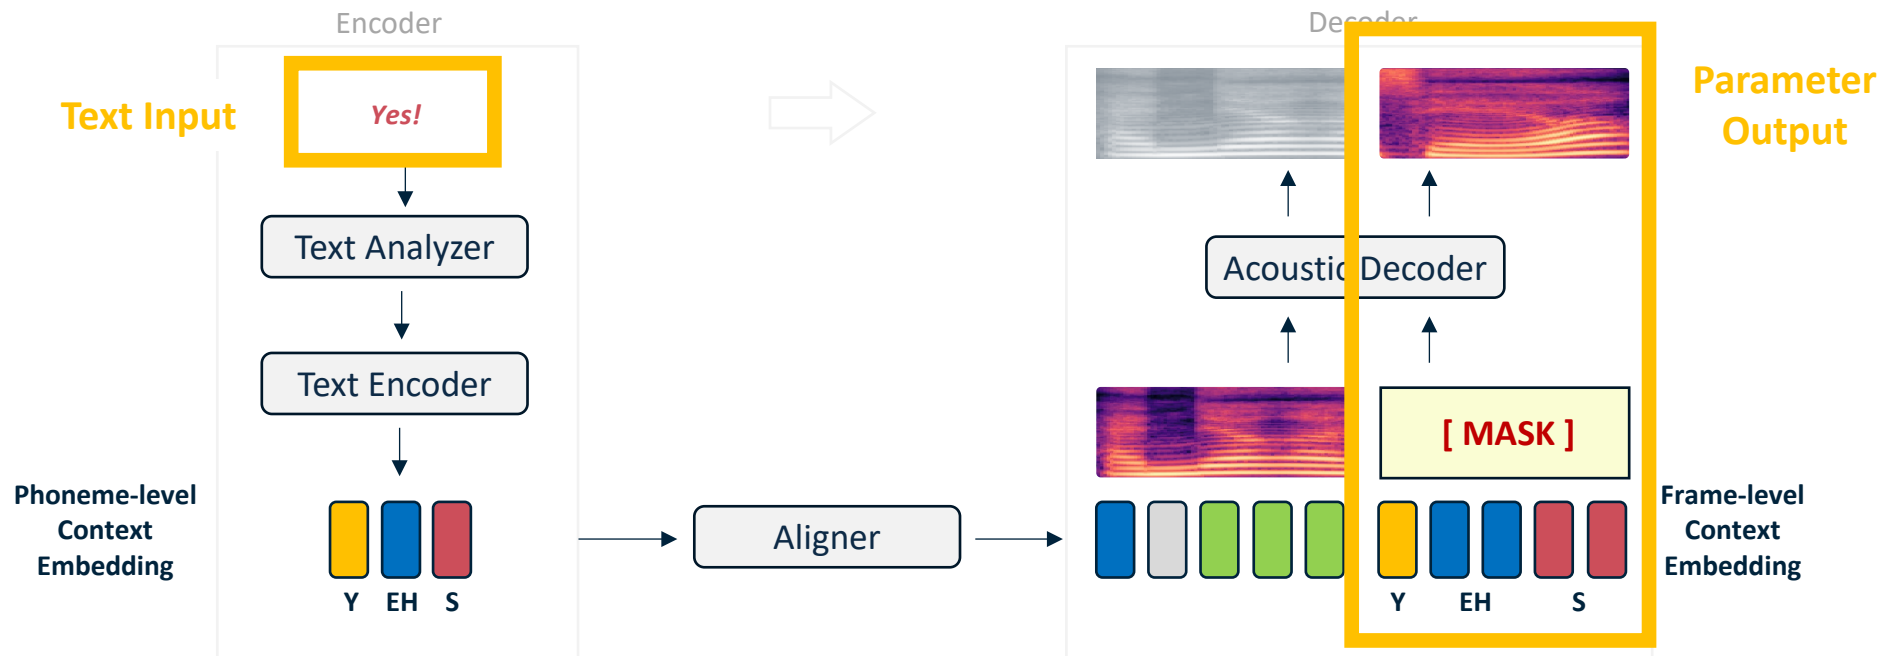 Encoder
Decoder
Text Input
Yes!
Parameter
Output
Text Analyzer
Acoustic Decoder
Text Encoder
[ MASK ]
Phoneme-level
Context
Embedding
Aligner
Frame-level
Context
Embedding
Y EH S
Y EH S